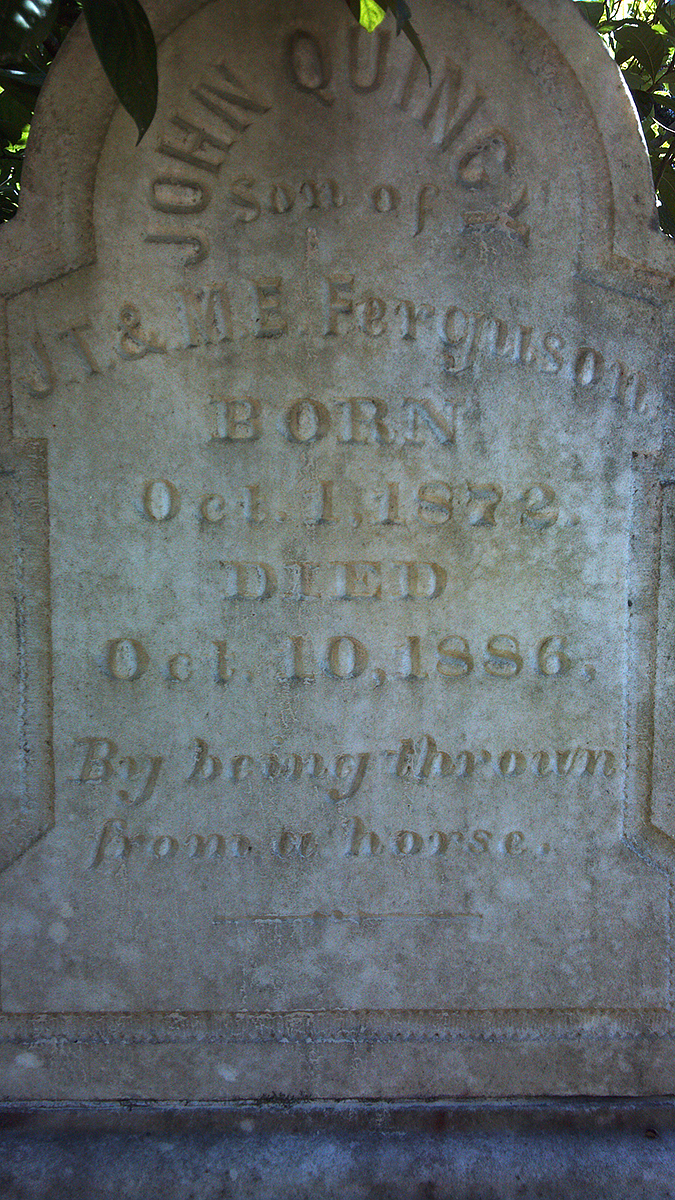 JOHN QUINCY
Son of
J.T. & M.E. Ferguson
BORN
Oct. 1, 1872.
DIED
Oct. 10, 1886,
By being thrown
from a horse.